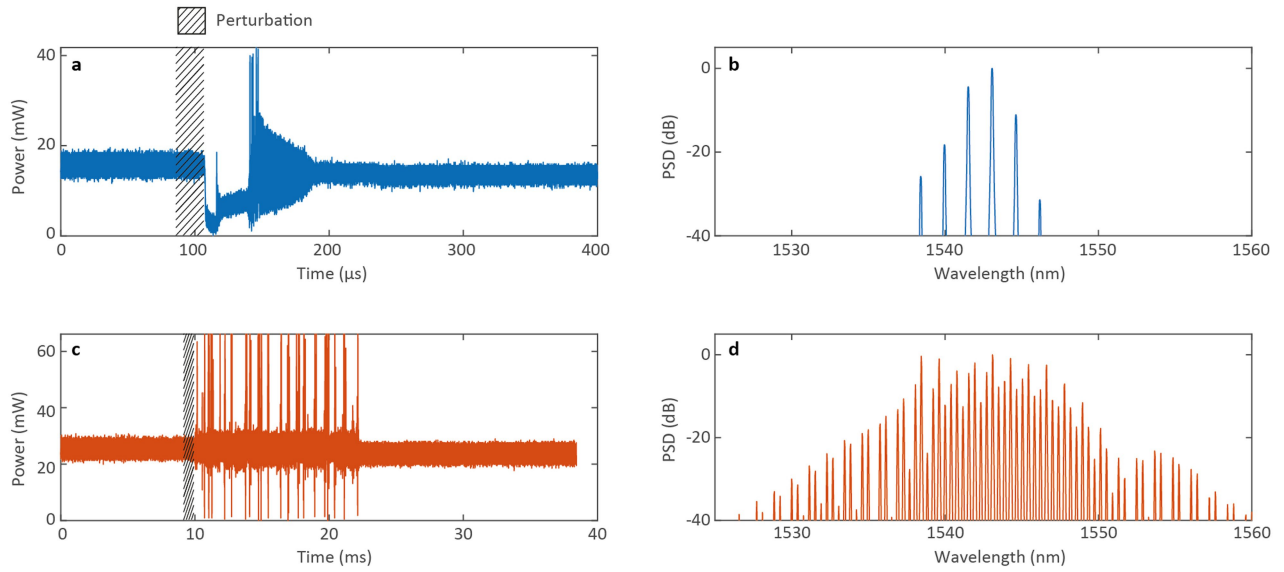 Perturbation
a
40
20
0
Power (mW)
0 100 200 300 400
Time (µs)
b
0
-20
-40
PSD (dB)
1530 1540 1550 1560
Wavelength (nm)
c
60
40
20
0
Power (mW)
0 10 20 30 40
Time (ms)
d
0
-20
-40
PSD (dB)
1530 1540 1550 1560
Wavelength (nm)